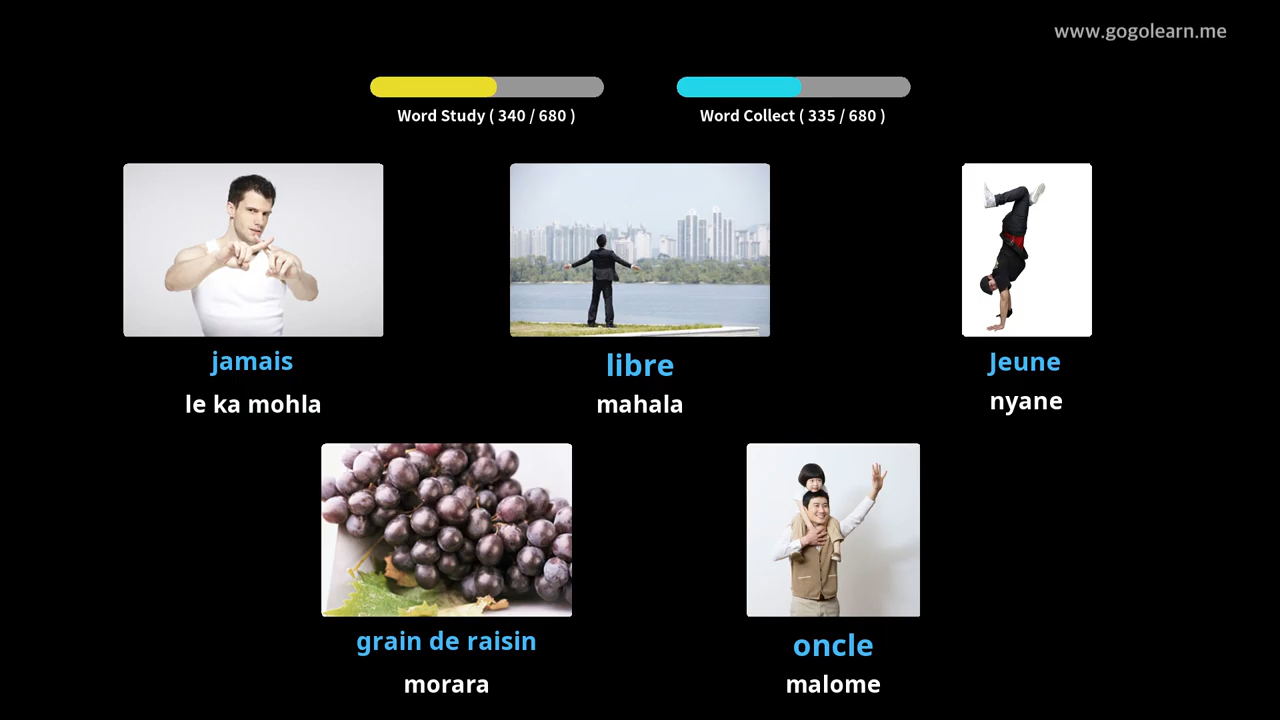 www.gogolearn.me
Word Study ( 340 / 680 )
Word Collect ( 335 / 680 )
jamais
le ka mohla
libre
mahala
Jeune
nyane
grain de raisin
morara
oncle
malome